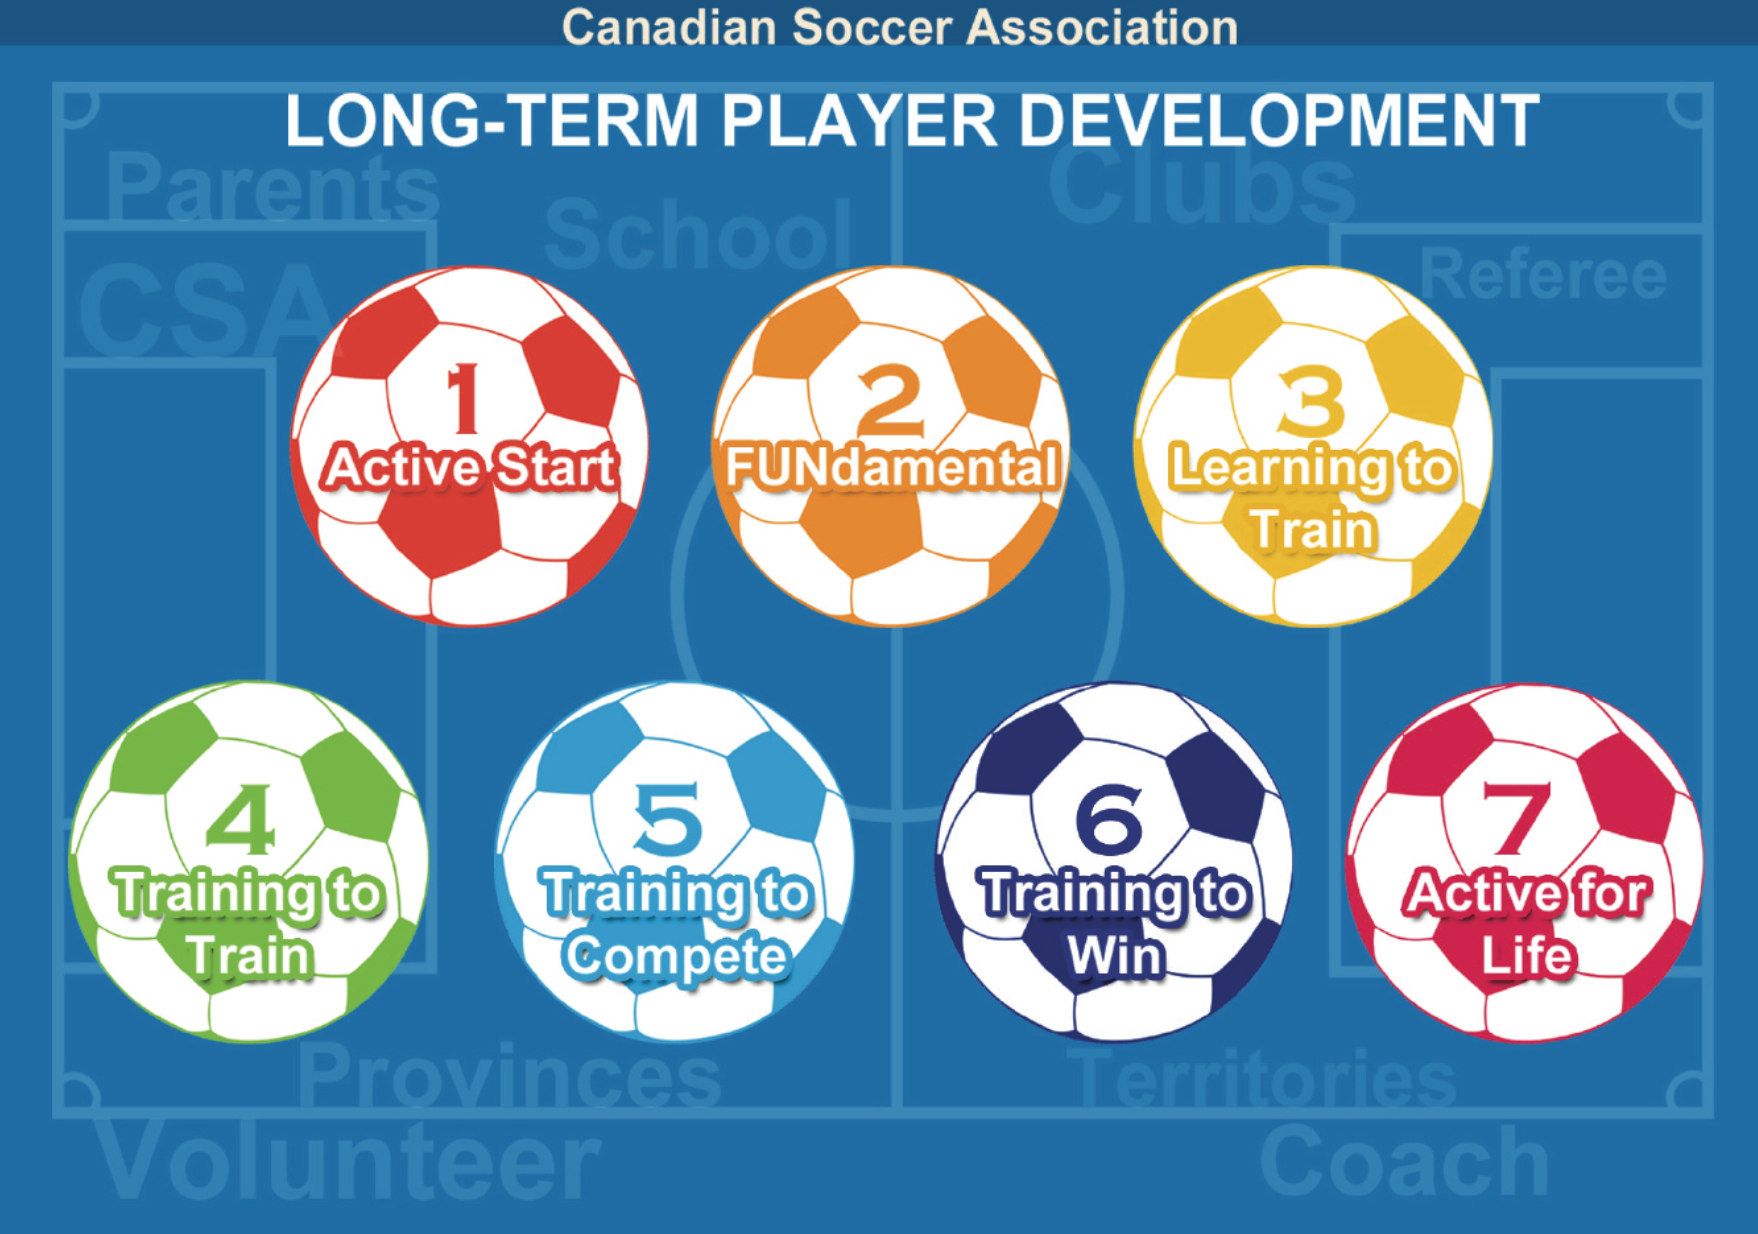 Canadian Soccer Association
LONG-TERM PLAYER DEVELOPMENT
Parents
School
Clubs
CSA
Referee
1
Active Start
2
FUNdamental
3
Learning to
Train
4
Training to
Train
5
Training to
Compete
6
Training to
Win
7
Active for
Life
Provinces
Territories
Volunteer
Coach